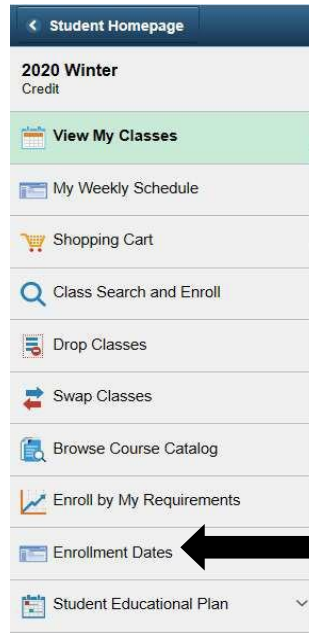 Student Homepage
2020 Winter
Credit
View My Classes
My Weekly Schedule
Shopping Cart
Class Search and Enroll
Drop Classes
Swap Classes
Browse Course Catalog
Enroll by My Requirements
Enrollment Dates
Student Educational Plan